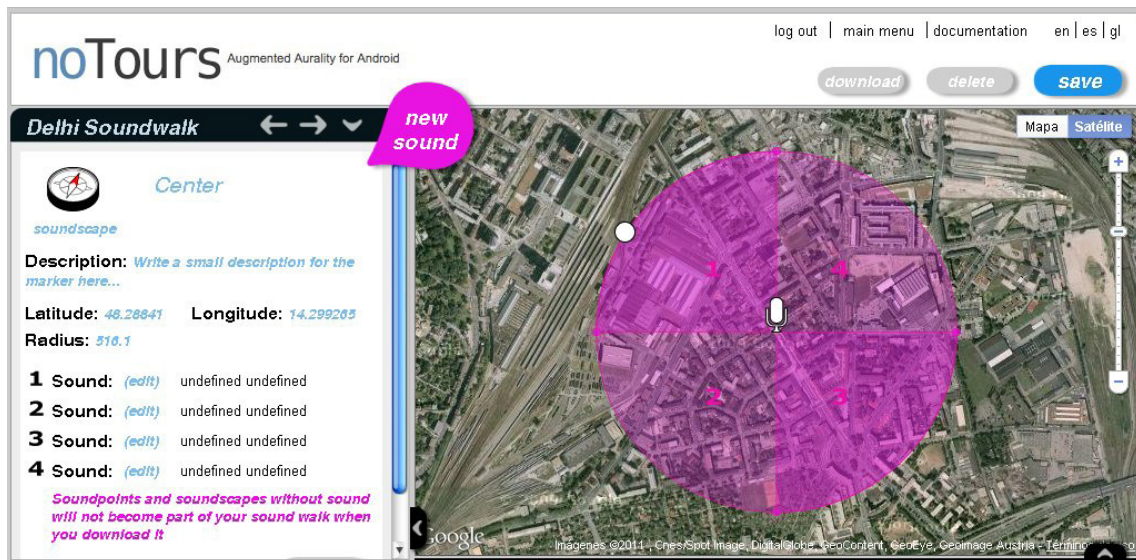 log out | main menu | documentation en | es | gl
noTours Augmented Aurality for Android
download delete save
Delhi Soundwalk
new sound
Center
soundscape
Description: Write a small description for the
marker here...
Latitude: 48.28841 Longitude: 14.299265
Radius: 516.1
1 Sound: (edit) undefined undefined
2 Sound: (edit) undefined undefined
3 Sound: (edit) undefined undefined
4 Sound: (edit) undefined undefined
Soundpoints and soundscapes without sound
will not become part of your sound walk when
you download it
Mapa Satélite
1 4
2 3
Google
Imágenes ©2011 , Cnes/Spot Image, DigitalGlobe, GeoContent, GeoEye, Geoimage Austria - Términos